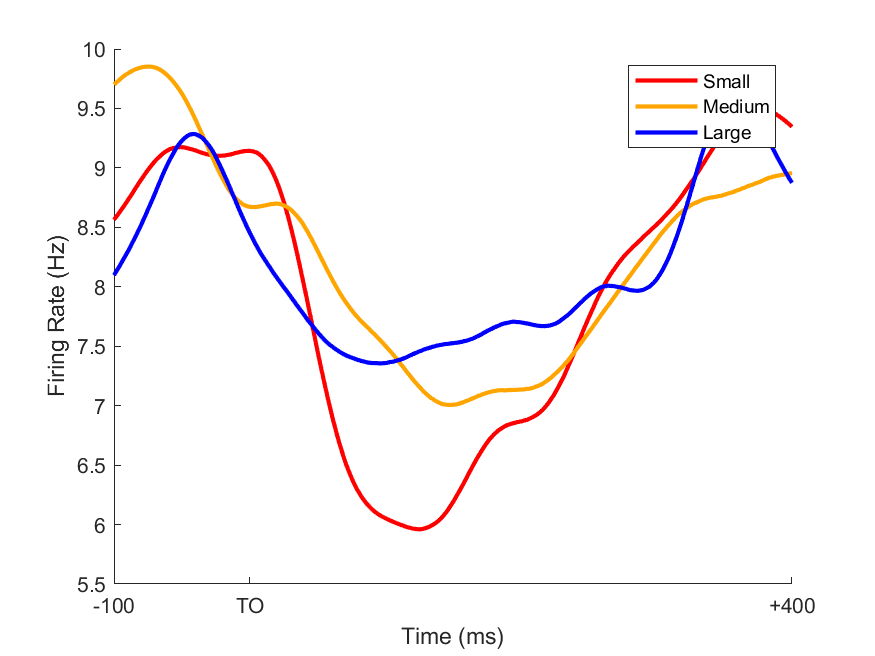 10
9.5
9
8.5
8
7.5
7
6.5
6
5.5
Firing Rate (Hz)
Small
Medium
Large
-100 TO +400
Time (ms)